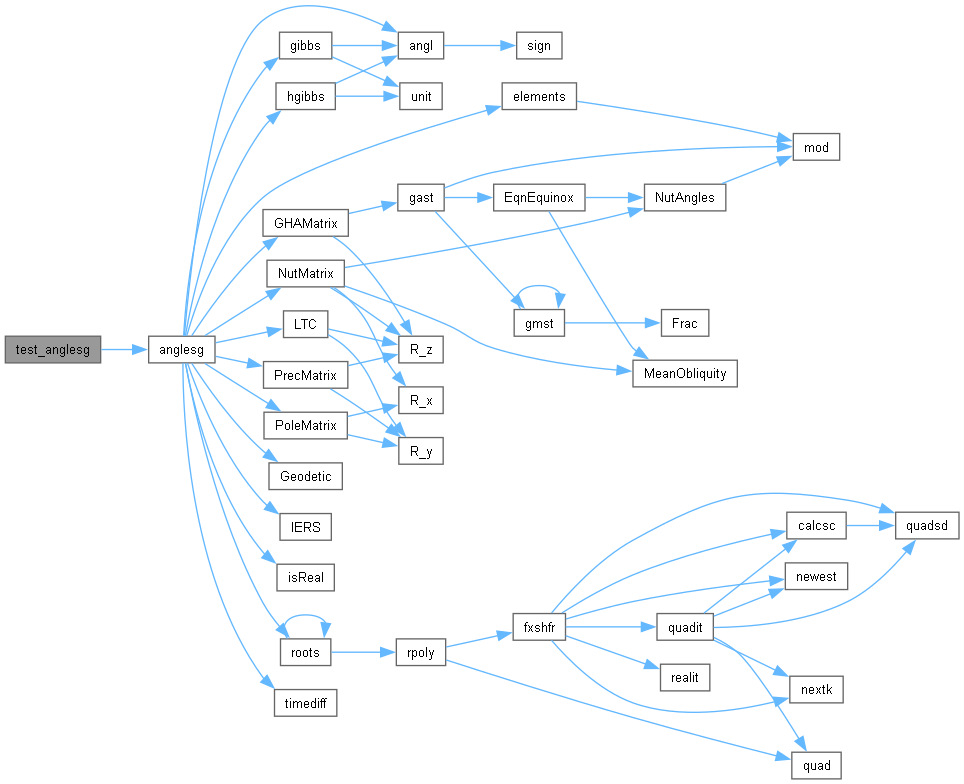 gibbs
angl
sign
hgibbs
unit
elements
mod
gast
EqnEquinox
NutAngles
GHAMatrix
NutMatrix
LTC
gmst
Frac
test_anglesg
anglesg
R_z
PrecMatrix
MeanObliquity
R_x
PoleMatrix
R_y
Geodetic
IERS
calcsc
quadsd
isReal
newest
fxshfr
quadit
roots
rpoly
realit
nextk
timediff
quad